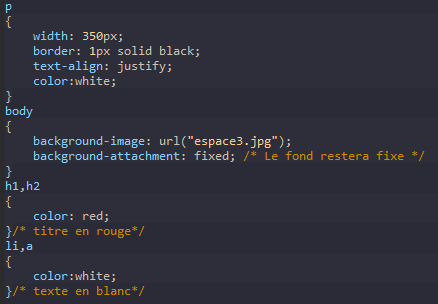 p
{
    width: 350px;
    border: 1px solid black;
    text-align: justify;
    color:white;
}
body
{
    background-image: url("espace3.jpg");
    background-attachment: fixed; /* Le fond restera fixe */
}
h1,h2
{
    color: red;
}/* titre en rouge*/
li,a
{
    color:white;
}/* texte en blanc*/